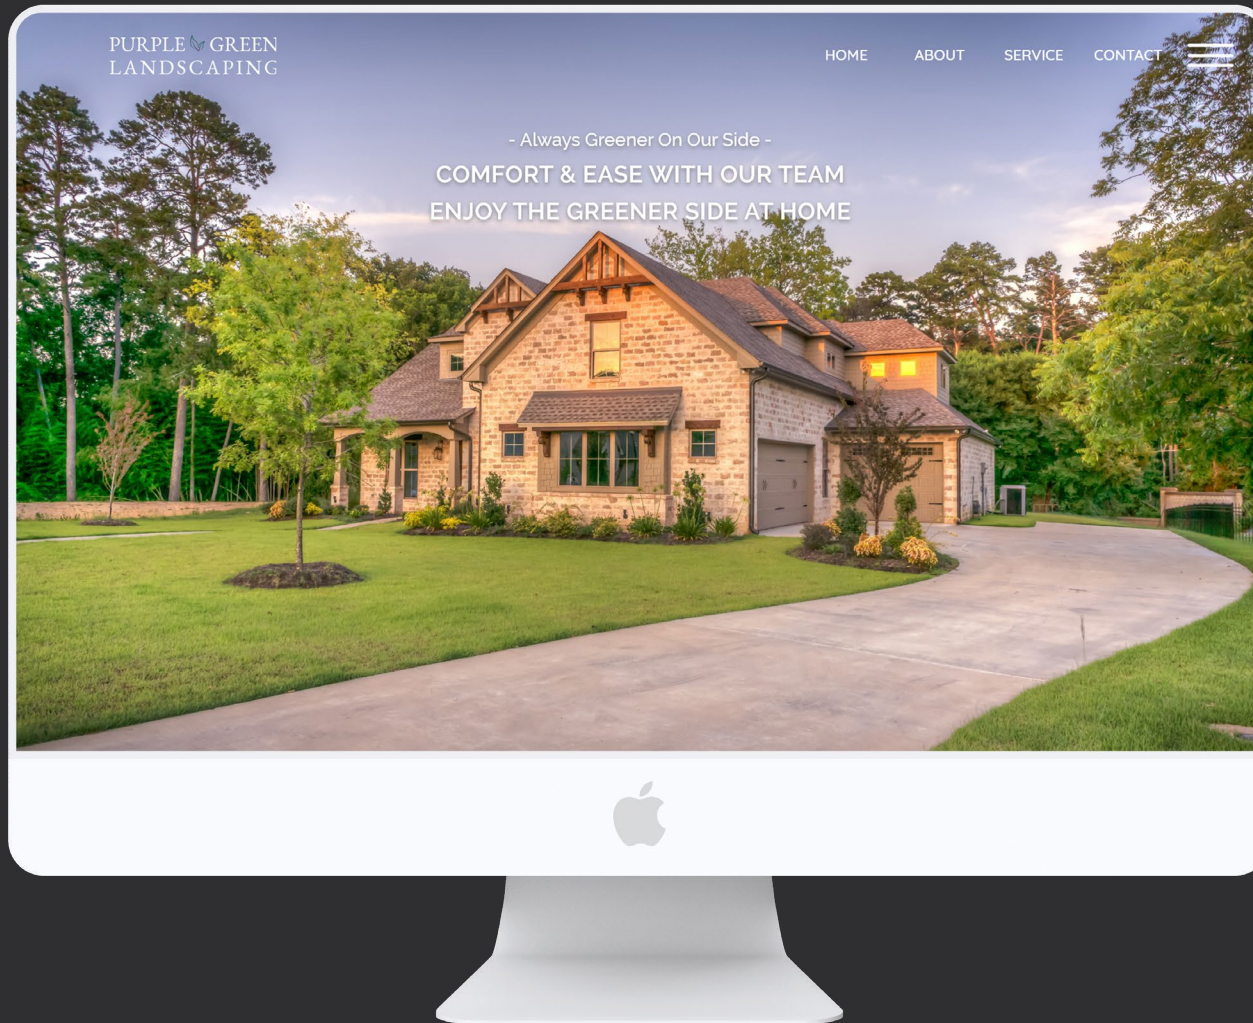 PURPLE GREEN
LANDSCAPING
HOME ABOUT SERVICE CONTACT
- Always Greener On Our Side -
COMFORT & EASE WITH OUR TEAM
ENJOY THE GREENER SIDE AT HOME